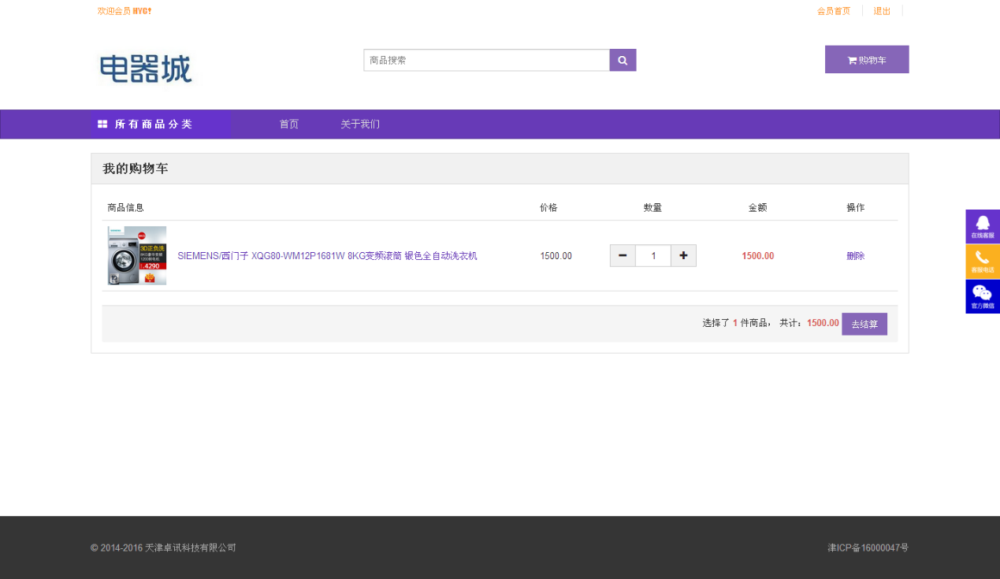 欢迎会员 HYC!
会员首页 退出
电器城
商品搜索
购物车
所有商品分类 首页 关于我们
我的购物车
商品信息 价格 数量 金额 操作
3D正负洗
4290
SIEMENS/西门子 XQG80-WM12P1681W 8KG变频滚筒 银色全自动洗衣机 1500.00 1 1500.00 删除
选择了 1 件商品， 共计：1500.00 去结算
在线客服
客服电话
官方微信
© 2014-2016 天津卓讯科技有限公司
津ICP备16000047号